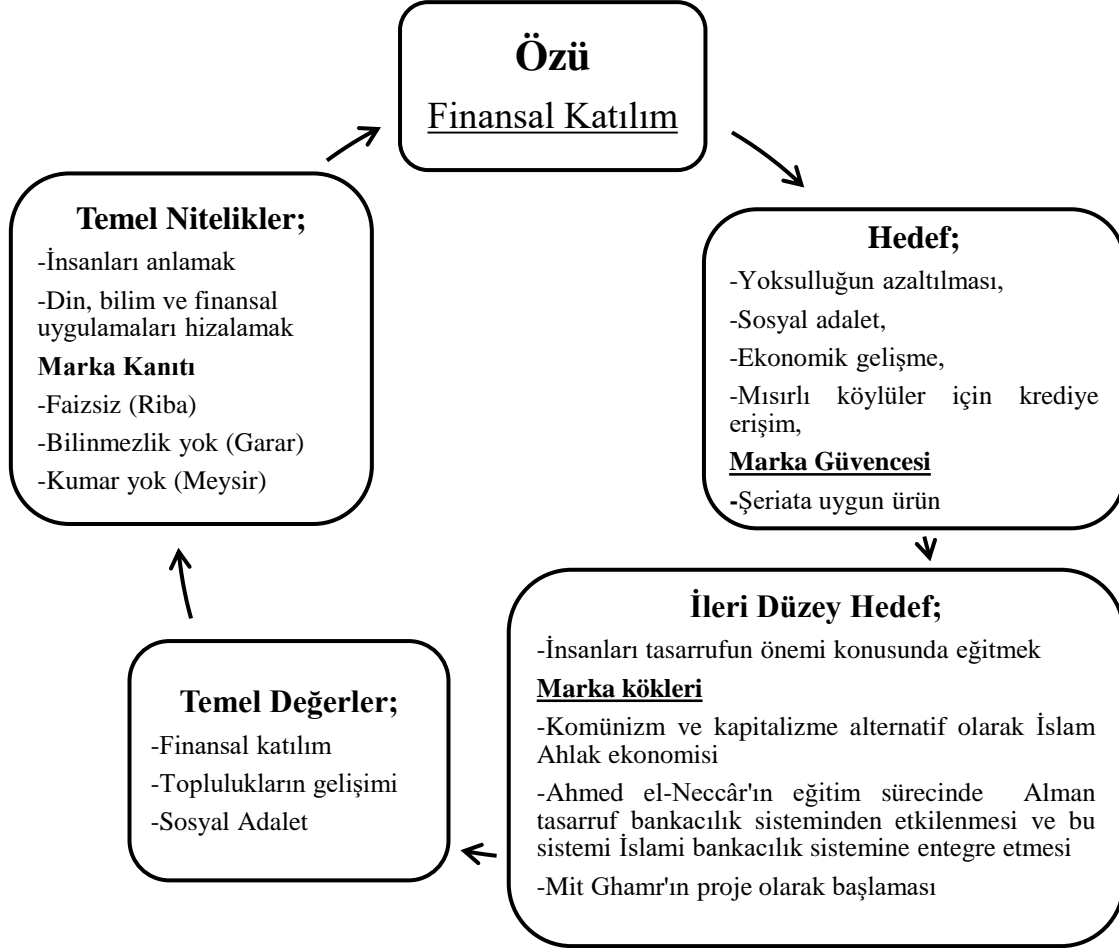 Özü
Finansal Katılım
Hedef;
-Yoksulluğun azaltılması,
-Sosyal adalet,
-Ekonomik gelişme,
-Mısırlı köylüler için krediye
erişim,
Marka Güvencesi
-Şeriata uygun ürün
İleri Düzey Hedef;
-İnsanları tasarrufun önemi konusunda eğitmek
Marka kökleri
-Komünizm ve kapitalizme alternatif olarak İslam
Ahlak ekonomisi
-Ahmed el-Neccâr'ın eğitim sürecinde Alman
tasarruf bankacılık sisteminden etkilenmesi ve bu
sistemi İslami bankacılık sistemine entegre etmesi
-Mit Ghamr'ın proje olarak başlaması
Temel Değerler;
-Finansal katılım
-Toplulukların gelişimi
-Sosyal Adalet
Temel Nitelikler;
-İnsanları anlamak
-Din, bilim ve finansal
uygulamaları hizalamak
Marka Kanıtı
-Faizsiz (Riba)
-Bilinmezlik yok (Garar)
-Kumar yok (Meysir)